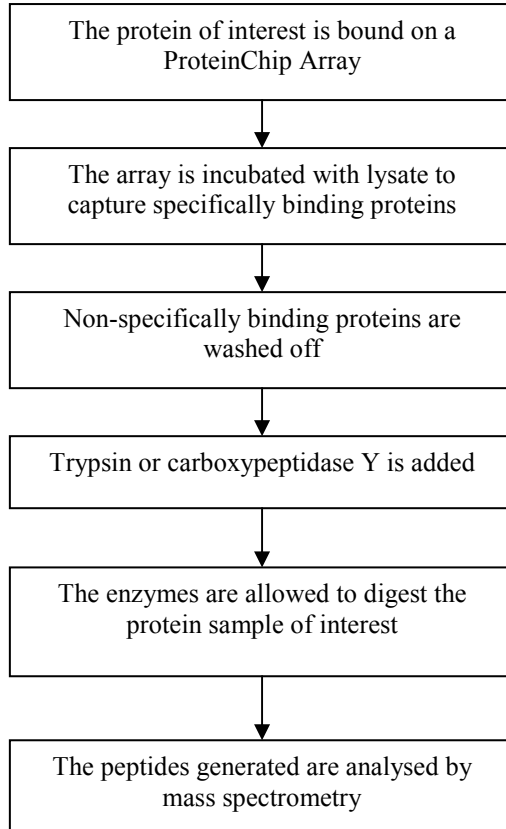 The protein of interest is bound on a
ProteinChip Array
The array is incubated with lysate to
capture specifically binding proteins
Non-specifically binding proteins are
washed off
Trypsin or carboxypeptidase Y is added
The enzymes are allowed to digest the
protein sample of interest
The peptides generated are analysed by
mass spectrometry